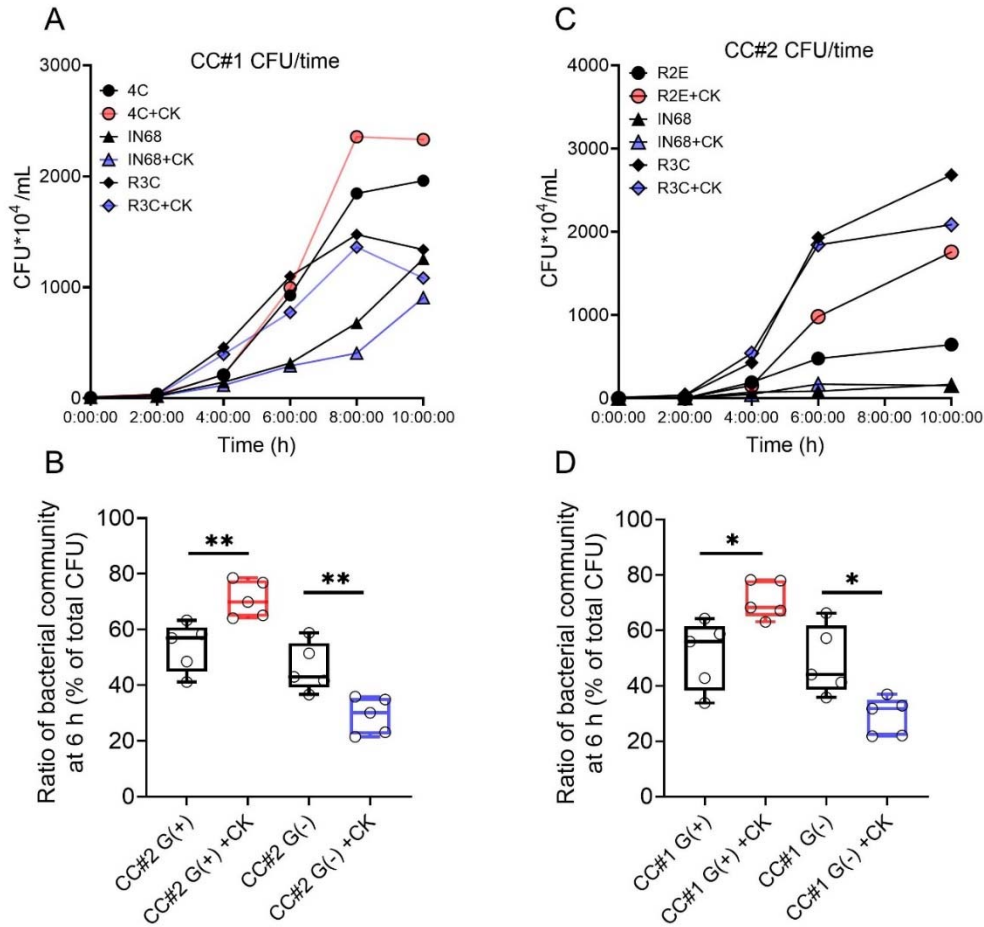 A
CC#1 CFU/time
3000
2000
1000
0
CFU*10⁴/mL
4C
4C+CK
IN68
IN68+CK
R3C
R3C+CK
0:00:00 2:00:00 4:00:00 6:00:00 8:00:00 10:00:00
Time (h)
C
CC#2 CFU/time
4000
3000
2000
1000
0
CFU*10⁴/mL
R2E
R2E+CK
IN68
IN68+CK
R3C
R3C+CK
0:00:00 2:00:00 4:00:00 6:00:00 8:00:00 10:00:00
Time (h)
B
Ratio of bacterial community
at 6 h (% of total CFU)
100
80
60
40
20
0
**
**
CC#2 G(+)
CC#2 G(+) +CK
CC#2 G(-)
CC#2 G(-) +CK
D
Ratio of bacterial community
at 6 h (% of total CFU)
100
80
60
40
20
0
*
*
CC#1 G(+)
CC#1 G(+) +CK
CC#1 G(-)
CC#1 G(-) +CK